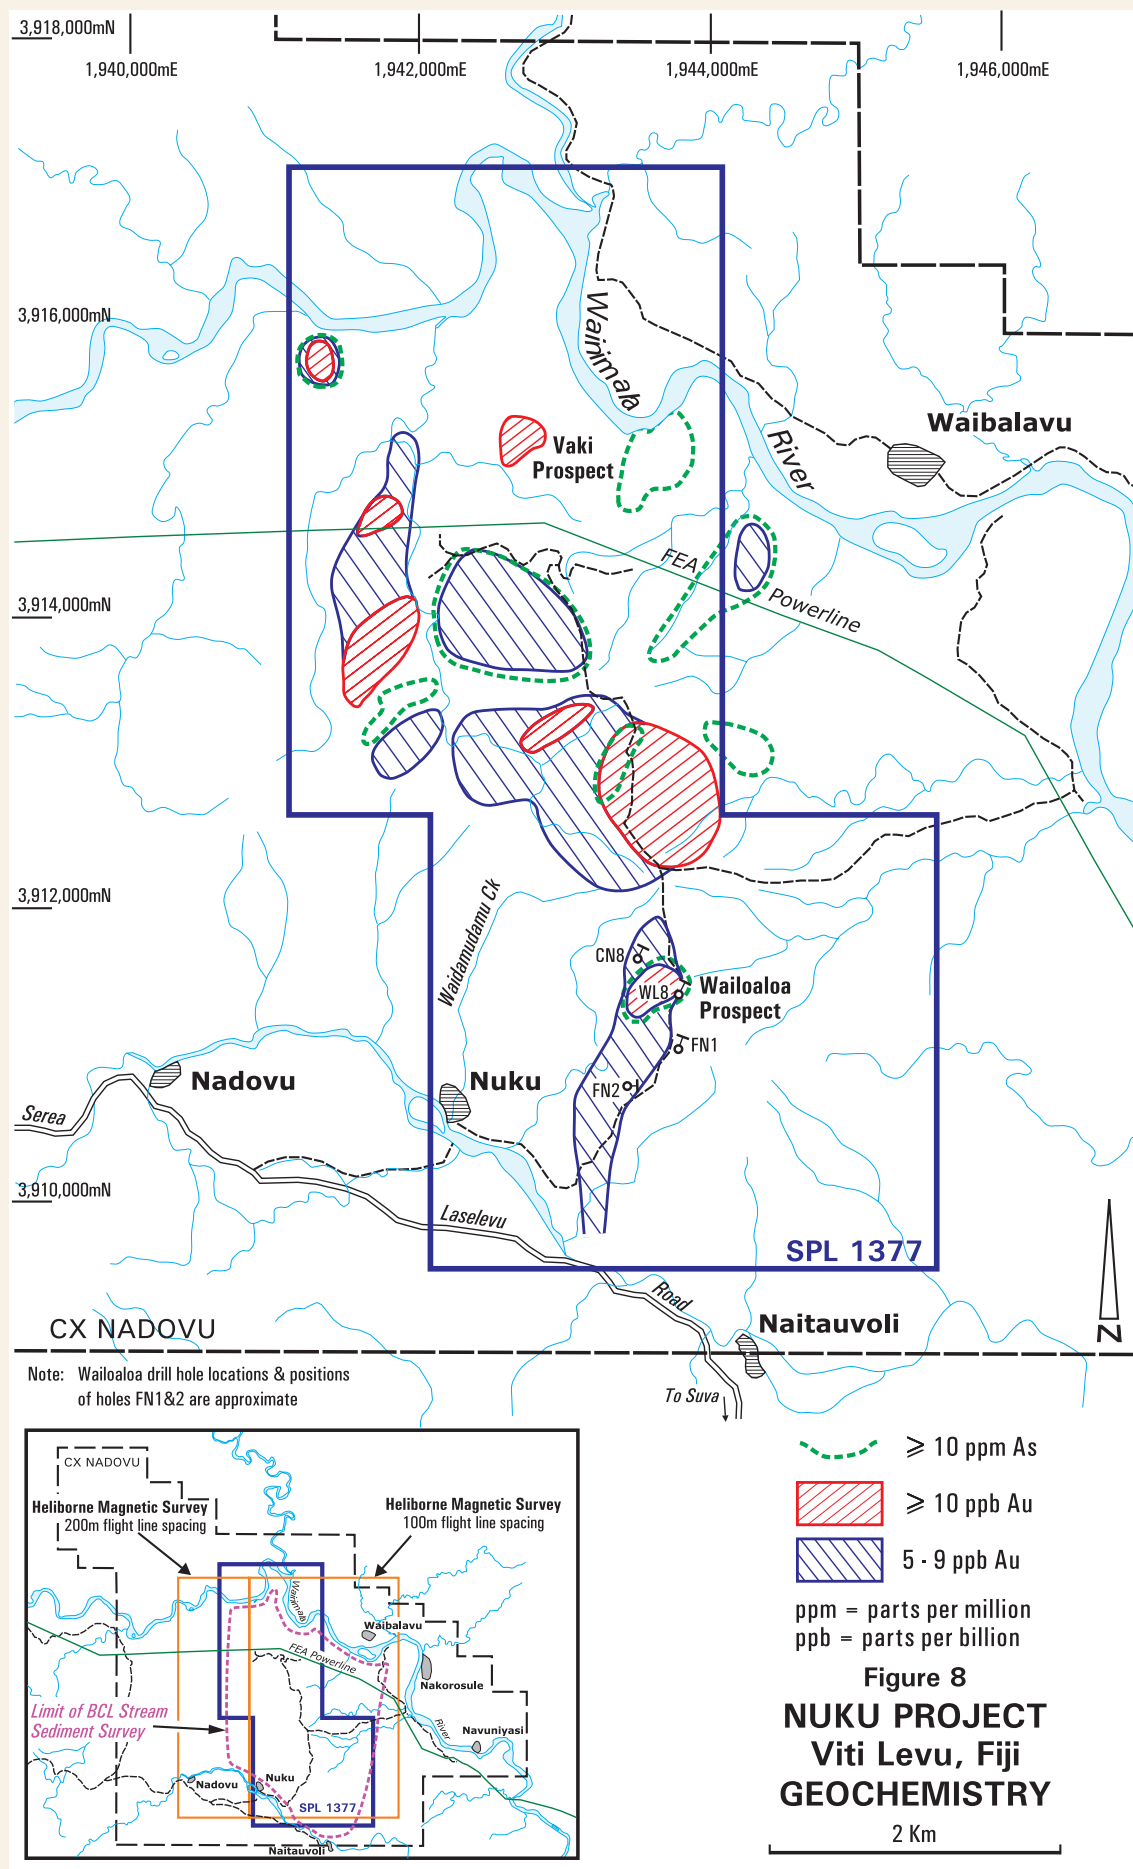 3,918,000mN
1,940,000mE
1,942,000mE
1,944,000mE
1,946,000mE
3,916,000mN
Wainimala
River
Waibalavu
Vaki
Prospect
FEA
Powerline
3,914,000mN
3,912,000mN
Waidamudamu Ck
CN8
WL8
Wailoaloa
Prospect
FN1
FN2
Nadovu
Nuku
Serea
3,910,000mN
Laselevu
SPL 1377
Road
CX NADOVU
Naitauvoli
N
Note: Wailoaloa drill hole locations & positions
of holes FN1&2 are approximate
To Suva
CX NADOVU
Heliborne Magnetic Survey
200m flight line spacing
Heliborne Magnetic Survey
100m flight line spacing
Wainimala
Waibalavu
FEA Powerline
Nakorosule
Limit of BCL Stream
Sediment Survey
River
Navuniyasi
Nadovu
Nuku
SPL 1377
Naitauvoli
⩾ 10 ppm As
⩾ 10 ppb Au
5 - 9 ppb Au
ppm = parts per million
ppb = parts per billion
Figure 8
NUKU PROJECT
Viti Levu, Fiji
GEOCHEMISTRY
2 Km